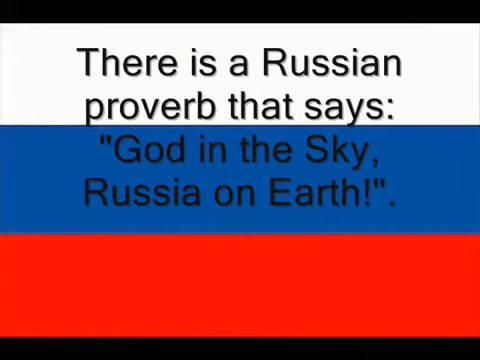 There is a Russian
proverb that says:
"God in the Sky,
Russia on Earth!".